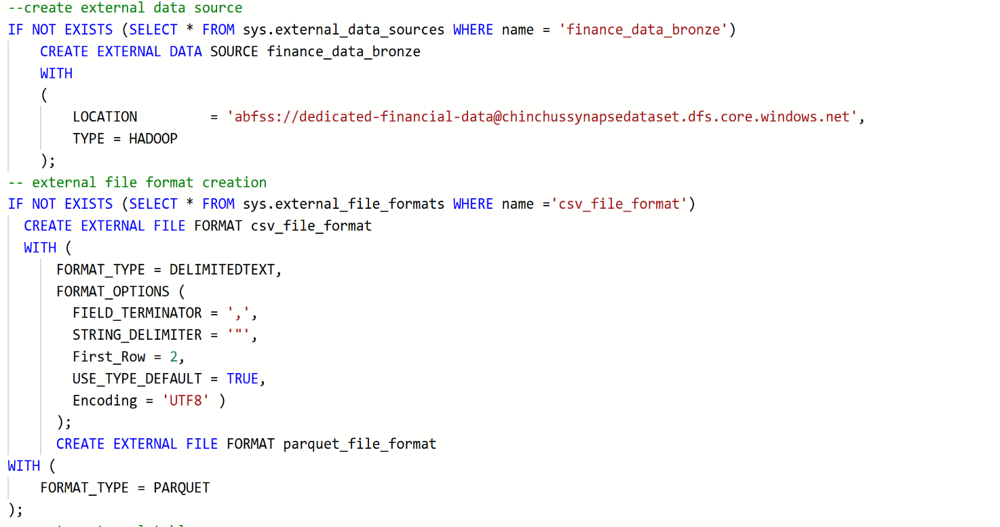 --create external data source
IF NOT EXISTS (SELECT * FROM sys.external_data_sources WHERE name = 'finance_data_bronze')
CREATE EXTERNAL DATA SOURCE finance_data_bronze
WITH
(
LOCATION = 'abfss://dedicated-financial-data@chinchussynapsedataset.dfs.core.windows.net',
TYPE = HADOOP
);
-- external file format creation
IF NOT EXISTS (SELECT * FROM sys.external_file_formats WHERE name ='csv_file_format')
CREATE EXTERNAL FILE FORMAT csv_file_format
WITH (
FORMAT_TYPE = DELIMITEDTEXT,
FORMAT_OPTIONS (
FIELD_TERMINATOR = ',',
STRING_DELIMITER = '"',
First_Row = 2,
USE_TYPE_DEFAULT = TRUE,
Encoding = 'UTF8' )
);
CREATE EXTERNAL FILE FORMAT parquet_file_format
WITH (
FORMAT_TYPE = PARQUET
);